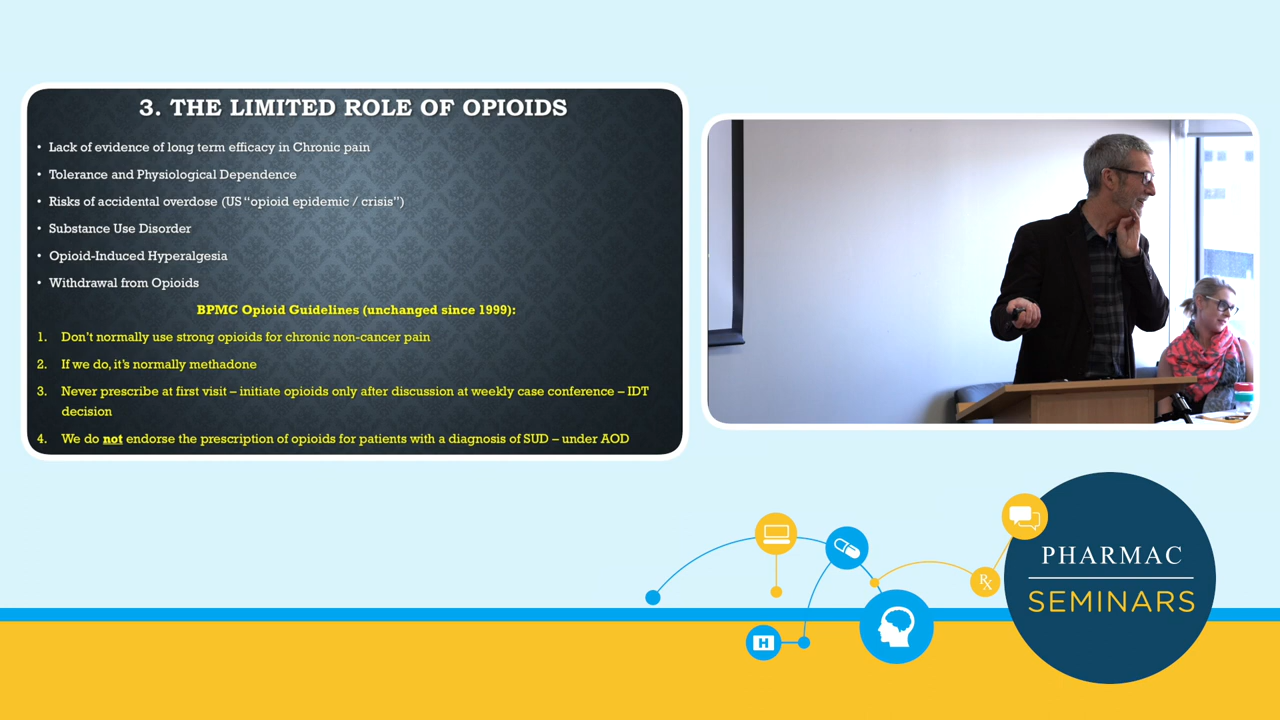 3. THE LIMITED ROLE OF OPIOIDS
• Lack of evidence of long term efficacy in Chronic pain
• Tolerance and Physiological Dependence
• Risks of accidental overdose (US “opioid epidemic / crisis”)
• Substance Use Disorder
• Opioid-Induced Hyperalgesia
• Withdrawal from Opioids
BPMC Opioid Guidelines (unchanged since 1999):
1. Don’t normally use strong opioids for chronic non-cancer pain
2. If we do, it’s normally methadone
3. Never prescribe at first visit – initiate opioids only after discussion at weekly case conference – IDT
decision
4. We do not endorse the prescription of opioids for patients with a diagnosis of SUD – under AOD
Rx
H
PHARMAC
SEMINARS